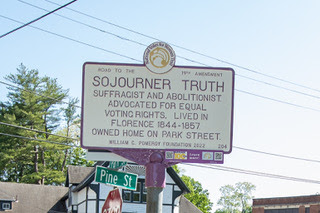 ROAD TO THE 19TH AMENDMENT
SOJOURNER TRUTH
SUFFRAGIST AND ABOLITIONIST
ADVOCATED FOR EQUAL
VOTING RIGHTS. LIVED IN
FLORENCE 1844-1857.
OWNED HOME ON PARK STREET.
WILLIAM G. POMEROY FOUNDATION 2022 204
Pine St